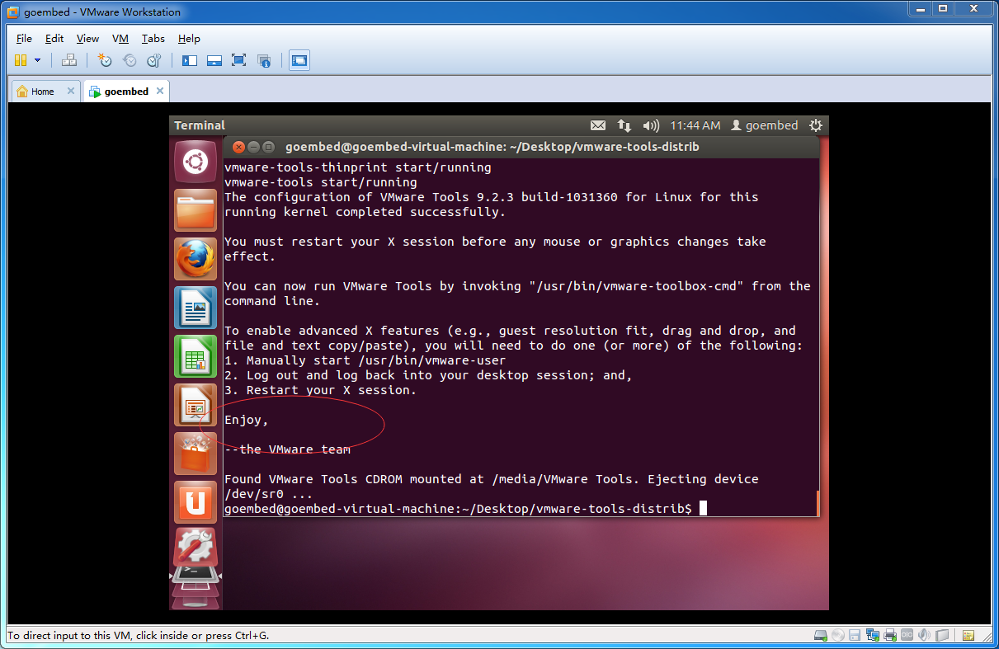 goembed - VMware Workstation
File Edit View VM Tabs Help
Home goembed
Terminal 11:44 AM goembed
goembed@goembed-virtual-machine: ~/Desktop/vmware-tools-distrib
vmware-tools-thinprint start/running
vmware-tools start/running
The configuration of VMware Tools 9.2.3 build-1031360 for Linux for this
running kernel completed successfully.
You must restart your X session before any mouse or graphics changes take
effect.
You can now run VMware Tools by invoking "/usr/bin/vmware-toolbox-cmd" from the
command line.
To enable advanced X features (e.g., guest resolution fit, drag and drop, and
file and text copy/paste), you will need to do one (or more) of the following:
1. Manually start /usr/bin/vmware-user
2. Log out and log back into your desktop session; and,
3. Restart your X session.
Enjoy,
--the VMware team
Found VMware Tools CDROM mounted at /media/VMware Tools. Ejecting device
/dev/sr0 ...
goembed@goembed-virtual-machine:~/Desktop/vmware-tools-distrib$
To direct input to this VM, click inside or press Ctrl+G.